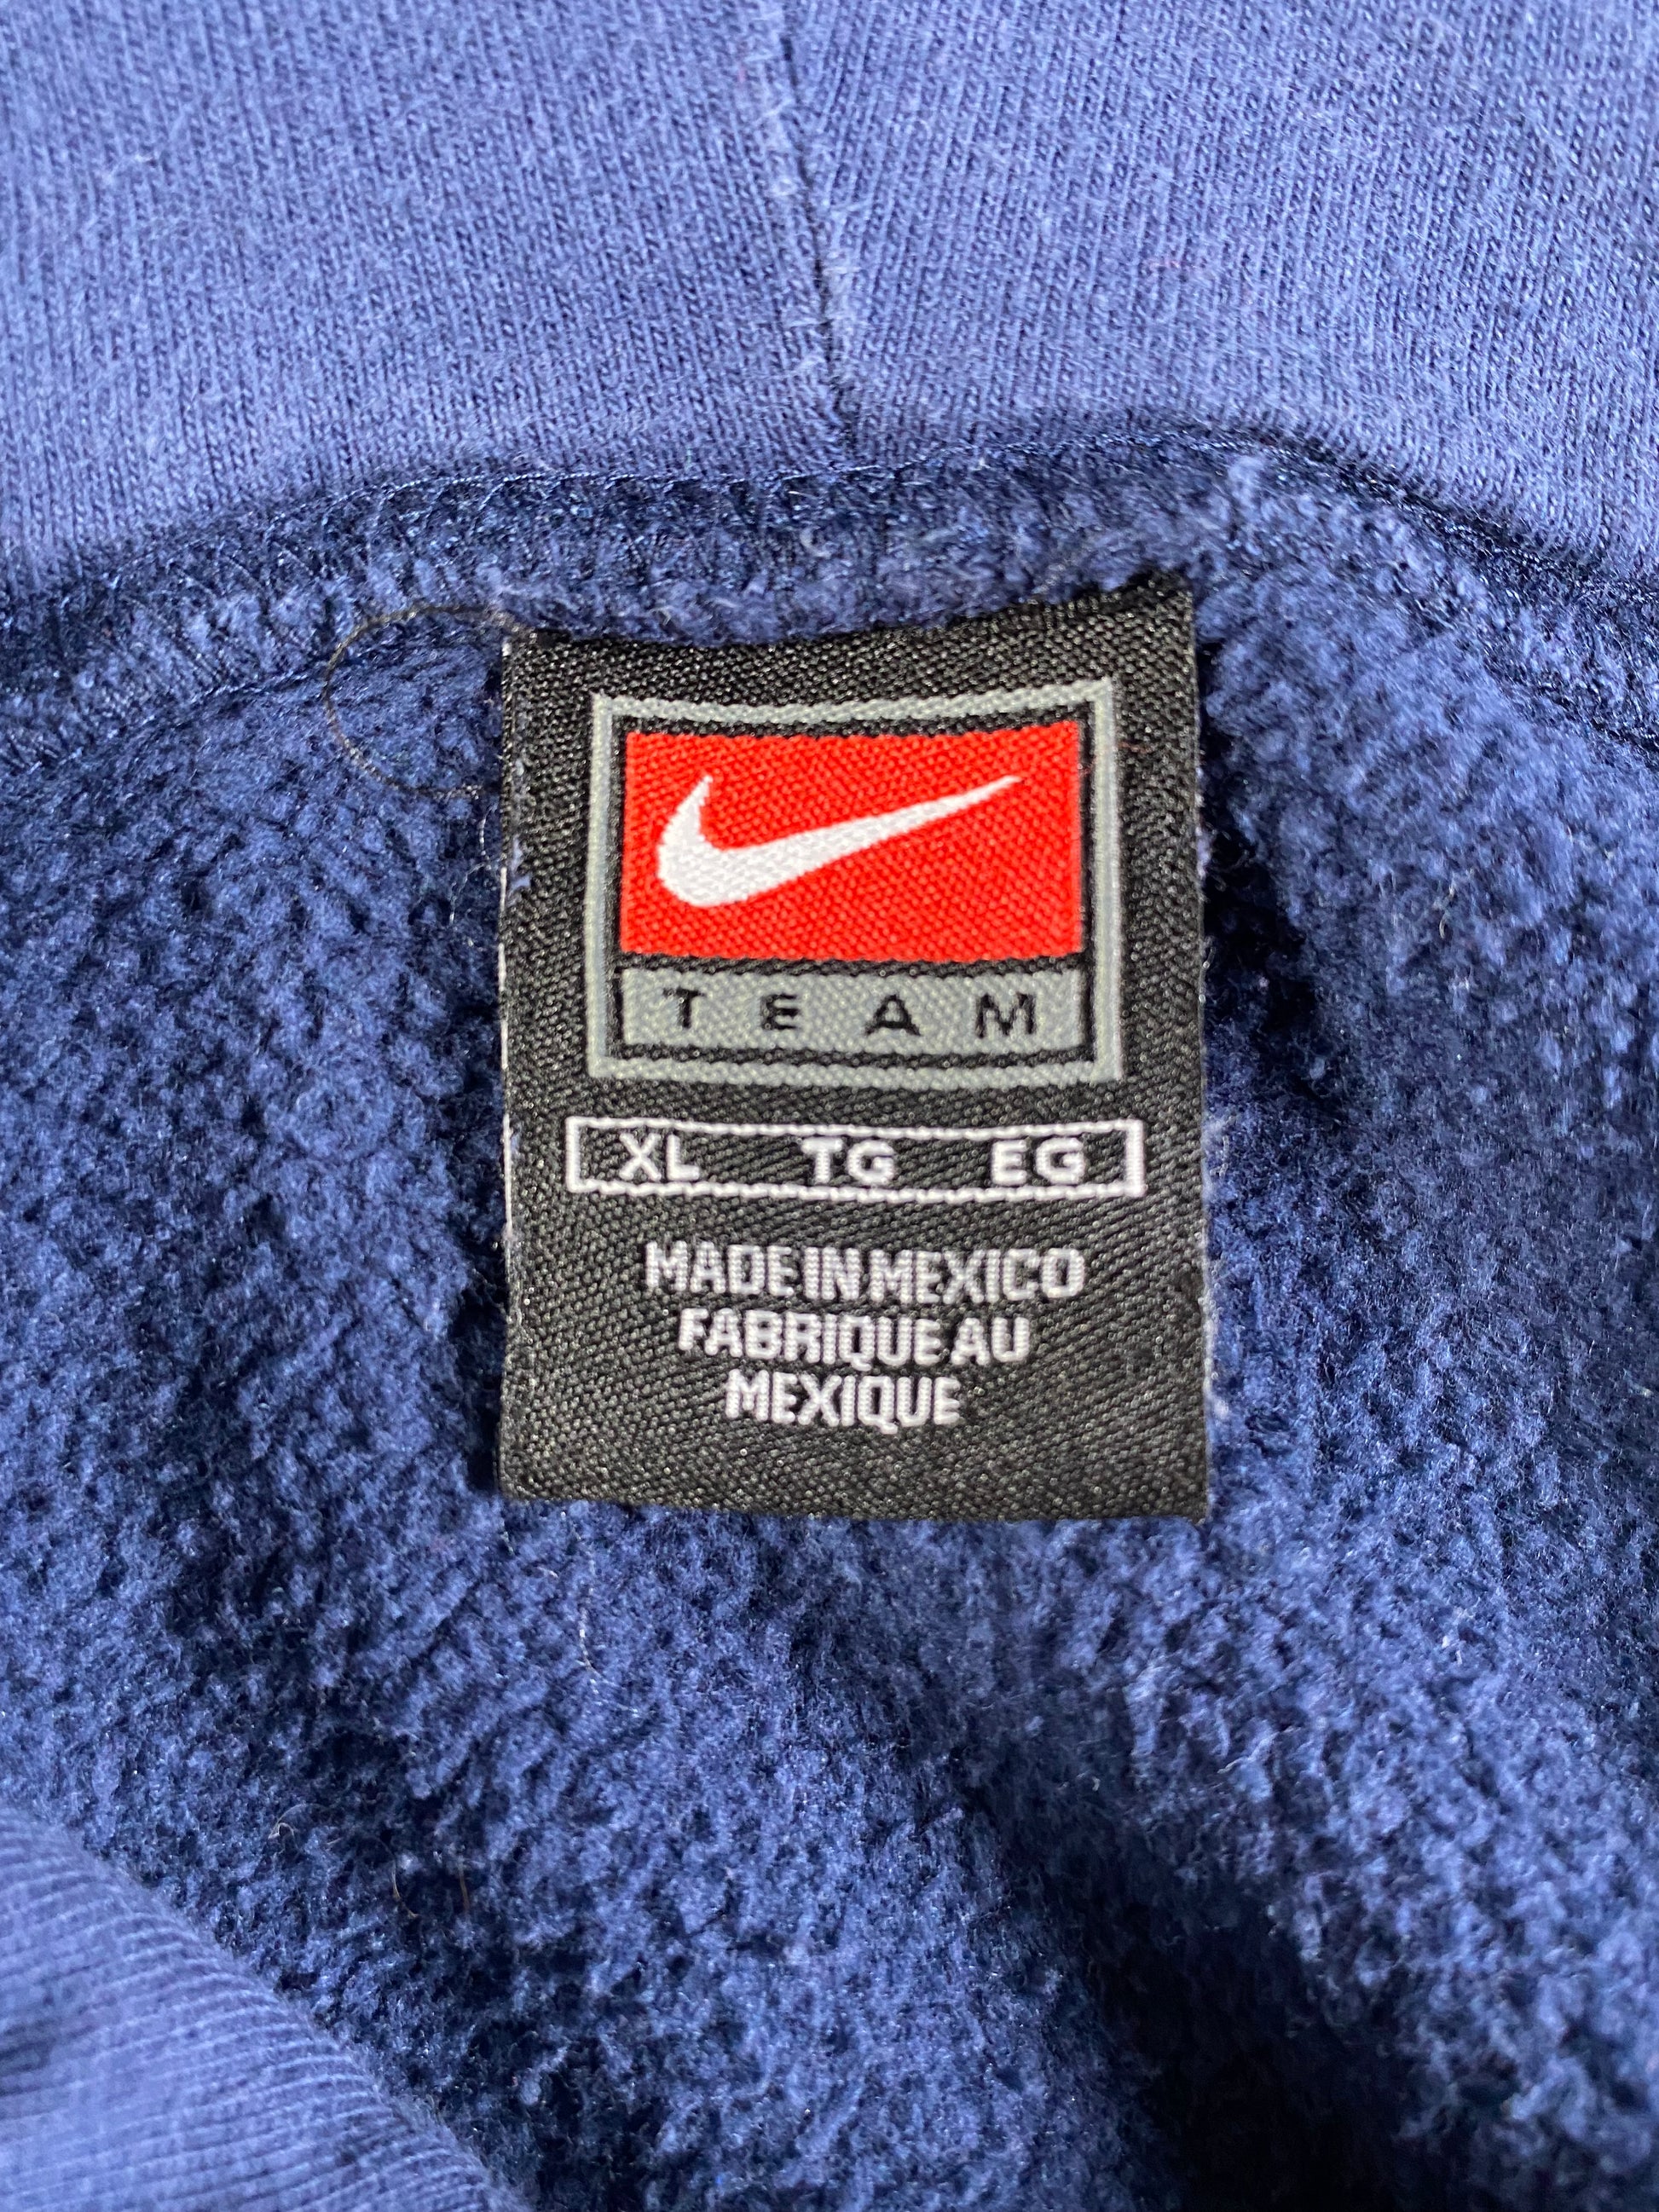 TEAM
XL TG EG
MADE IN MEXICO
FABRIQUE AU
MEXIQUE